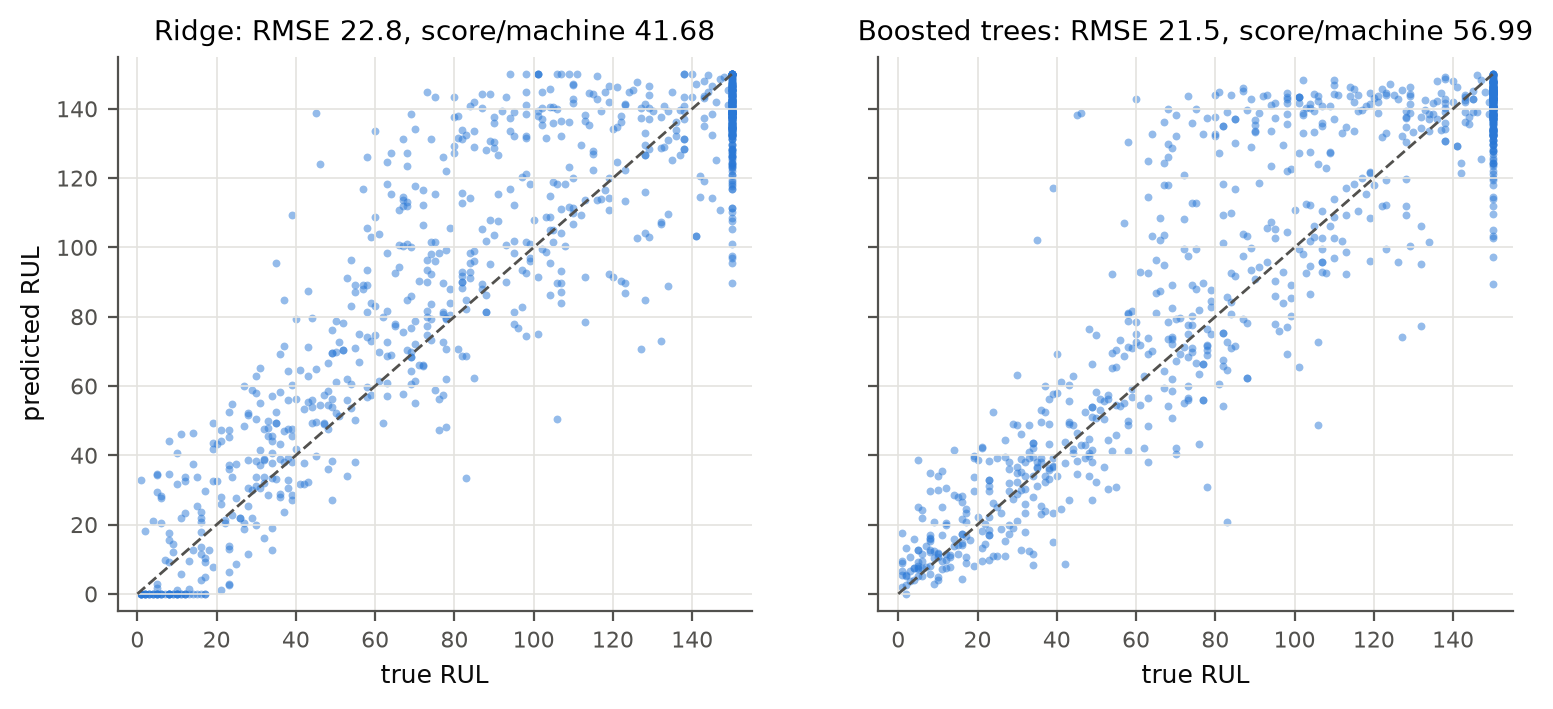 Ridge: RMSE 22.8, score/machine 41.68
Boosted trees: RMSE 21.5, score/machine 56.99
predicted RUL
140
120
100
80
60
40
20
0
0 20 40 60 80 100 120 140
0 20 40 60 80 100 120 140
true RUL
true RUL